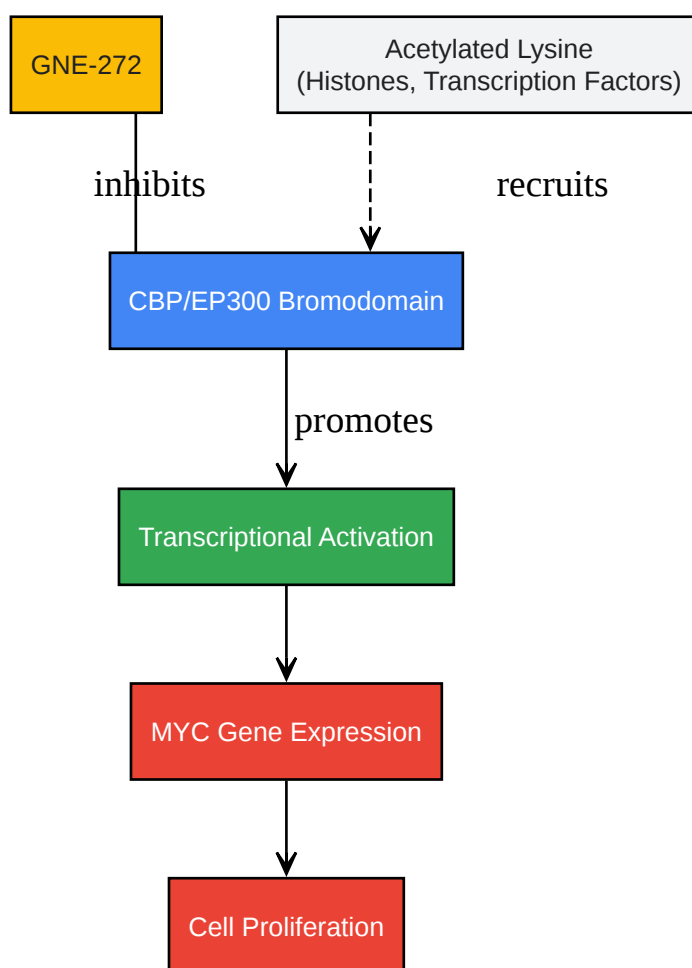 GNE-272
Acetylated Lysine
(Histones, Transcription Factors)
inhibits
recruits
CBP/EP300 Bromodomain
promotes
Transcriptional Activation
MYC Gene Expression
Cell Proliferation